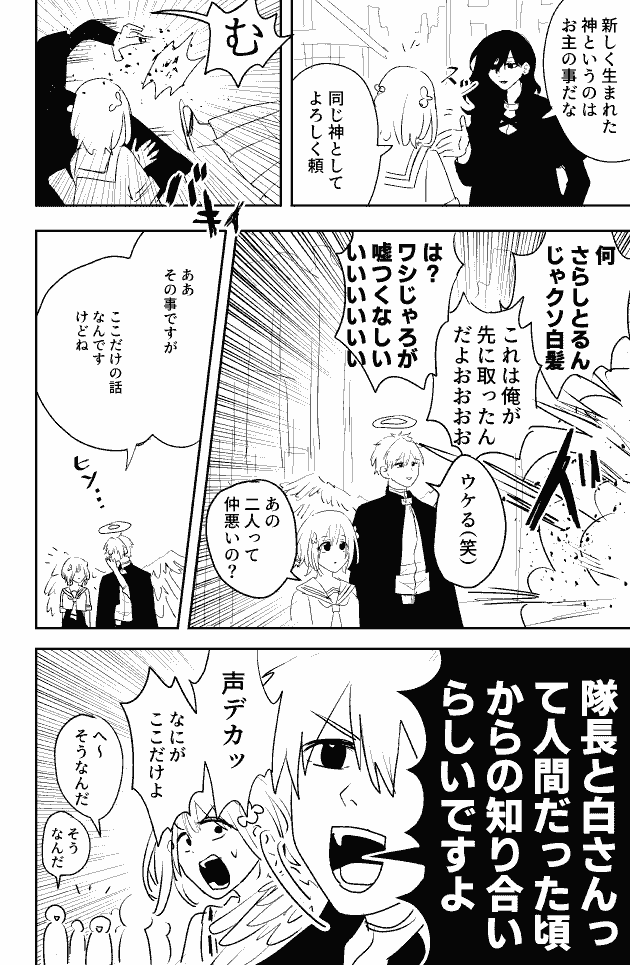 新しく生まれた
神というのは
お主の事だな
同じ神として
よろしく頼
む
バキィ
何
さらしとるん
じゃクソ白髪
これは俺が
先に取ったん
だよおおおお
は？
ワシじゃろが
嘘つくなしい
いいいいいい
ウケる(笑)
あの
二人って
仲悪いの？
ああ
その事ですが
ここだけの話
なんです
けどね
ヒソ…
隊長と白さんっ
て人間だった頃
からの知り合い
らしいですよ
声デカッ
なにが
ここだけよ
へ～
そうなんだ
そう
なんだ